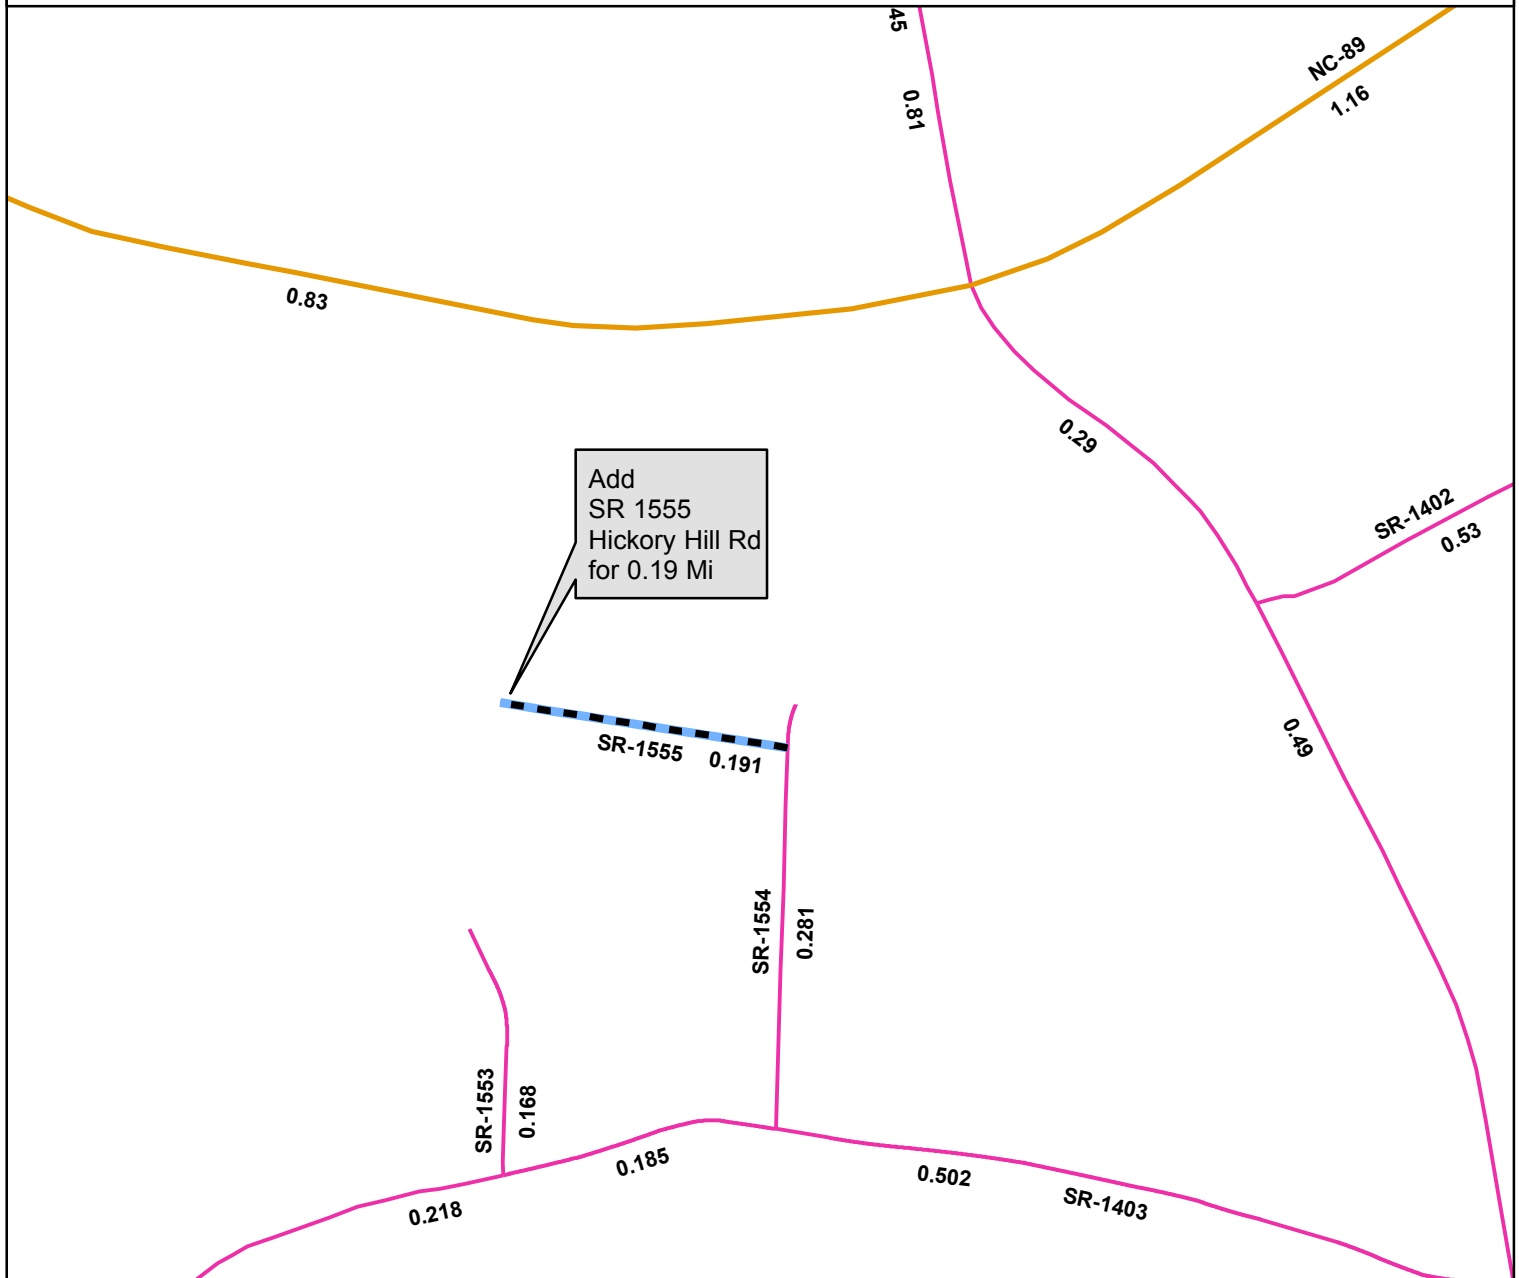 45
NC-89
0.81
1.16
0.83
0.29
Add
SR 1555
Hickory Hill Rd
for 0.19 Mi
SR-1402
0.53
SR-1555
0.191
0.49
SR-1554
0.281
SR-1553
0.168
0.185
0.502
SR-1403
0.218